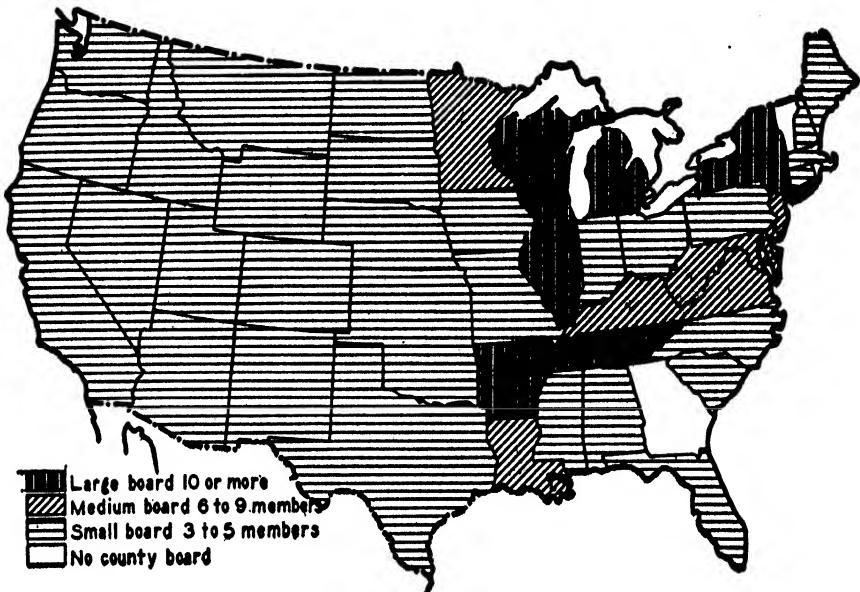 Large board 10 or more
Medium board 6 to 9 members
Small board 3 to 5 members
No county board